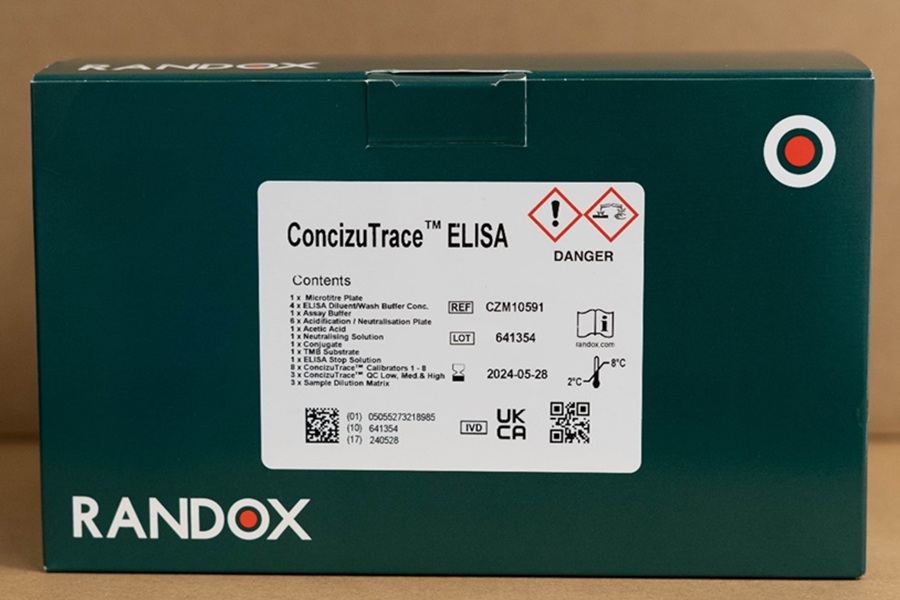 RANDOX
ConcizuTrace™ ELISA
DANGER
Contents
1 x Microtitre Plate
4 x ELISA Diluent/Wash Buffer Conc.
1 x Assay Buffer
6 x Acidification / Neutralisation Plate
1 x Acetic Acid
1 x Neutralising Solution
1 x Conjugate
1 x TMB Substrate
1 x ELISA Stop Solution
8 x ConcizuTrace™ Calibrators 1 - 8
3 x ConcizuTrace™ QC Low, Med.& High
3 x Sample Dilution Matrix
REF CZM10591
LOT 641354
2024-05-28
i
randox.com
8°C
2°C
(01) 05055273218985
(10) 641354
(17) 240528
IVD
UK
CA
RANDOX